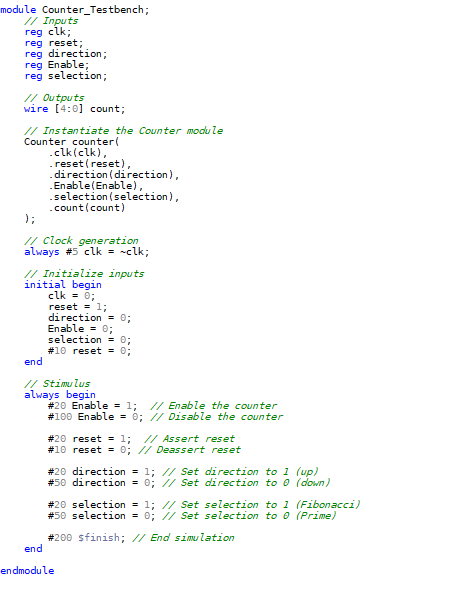 module Counter_Testbench;
    // Inputs
    reg clk;
    reg reset;
    reg direction;
    reg Enable;
    reg selection;

    // Outputs
    wire [4:0] count;

    // Instantiate the Counter module
    Counter counter(
        .clk(clk),
        .reset(reset),
        .direction(direction),
        .Enable(Enable),
        .selection(selection),
        .count(count)
    );

    // Clock generation
    always #5 clk = ~clk;

    // Initialize inputs
    initial begin
        clk = 0;
        reset = 1;
        direction = 0;
        Enable = 0;
        selection = 0;
        #10 reset = 0;
    end

    // Stimulus
    always begin
        #20 Enable = 1;  // Enable the counter
        #100 Enable = 0; // Disable the counter

        #20 reset = 1;  // Assert reset
        #10 reset = 0; // Deassert reset

        #20 direction = 1; // Set direction to 1 (up)
        #50 direction = 0; // Set direction to 0 (down)

        #20 selection = 1; // Set selection to 1 (Fibonacci)
        #50 selection = 0; // Set selection to 0 (Prime)

        #200 $finish; // End simulation
    end

endmodule